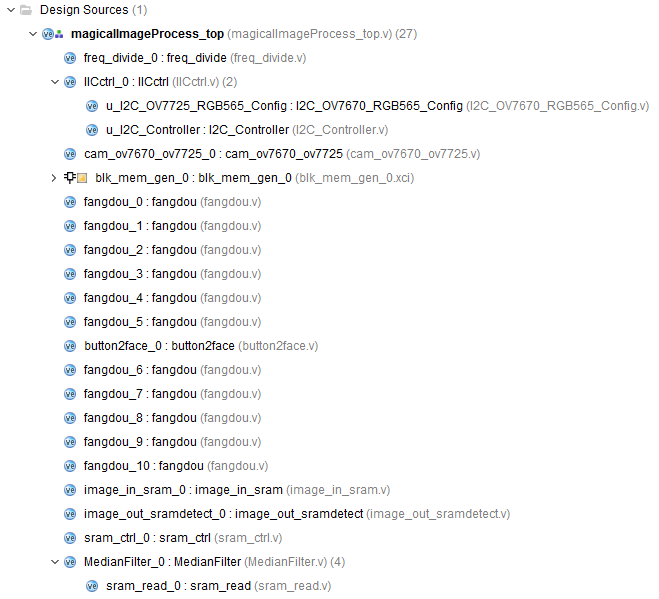 Design Sources (1)
magicalImageProcess_top (magicalImageProcess_top.v) (27)
freq_divide_0 : freq_divide (freq_divide.v)
IICctrl_0 : IICctrl (IICctrl.v) (2)
u_I2C_OV7725_RGB565_Config : I2C_OV7670_RGB565_Config (I2C_OV7670_RGB565_Config.v)
u_I2C_Controller : I2C_Controller (I2C_Controller.v)
cam_ov7670_ov7725_0 : cam_ov7670_ov7725 (cam_ov7670_ov7725.v)
blk_mem_gen_0 : blk_mem_gen_0 (blk_mem_gen_0.xci)
fangdou_0 : fangdou (fangdou.v)
fangdou_1 : fangdou (fangdou.v)
fangdou_2 : fangdou (fangdou.v)
fangdou_3 : fangdou (fangdou.v)
fangdou_4 : fangdou (fangdou.v)
fangdou_5 : fangdou (fangdou.v)
button2face_0 : button2face (button2face.v)
fangdou_6 : fangdou (fangdou.v)
fangdou_7 : fangdou (fangdou.v)
fangdou_8 : fangdou (fangdou.v)
fangdou_9 : fangdou (fangdou.v)
fangdou_10 : fangdou (fangdou.v)
image_in_sram_0 : image_in_sram (image_in_sram.v)
image_out_sramdetect_0 : image_out_sramdetect (image_out_sramdetect.v)
sram_ctrl_0 : sram_ctrl (sram_ctrl.v)
MedianFilter_0 : MedianFilter (MedianFilter.v) (4)
sram_read_0 : sram_read (sram_read.v)